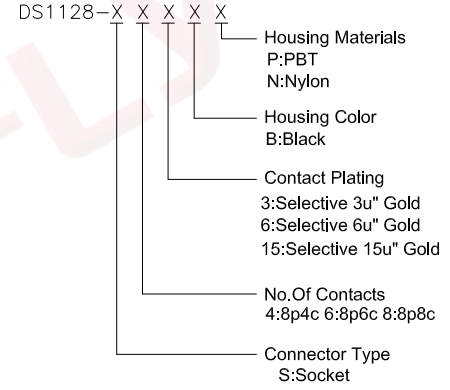 DS1128-X X X X X
Housing Materials
P:PBT
N:Nylon
Housing Color
B:Black
Contact Plating
3:Selective 3u" Gold
6:Selective 6u" Gold
15:Selective 15u" Gold
No.Of Contacts
4:8p4c 6:8p6c 8:8p8c
Connector Type
S:Socket